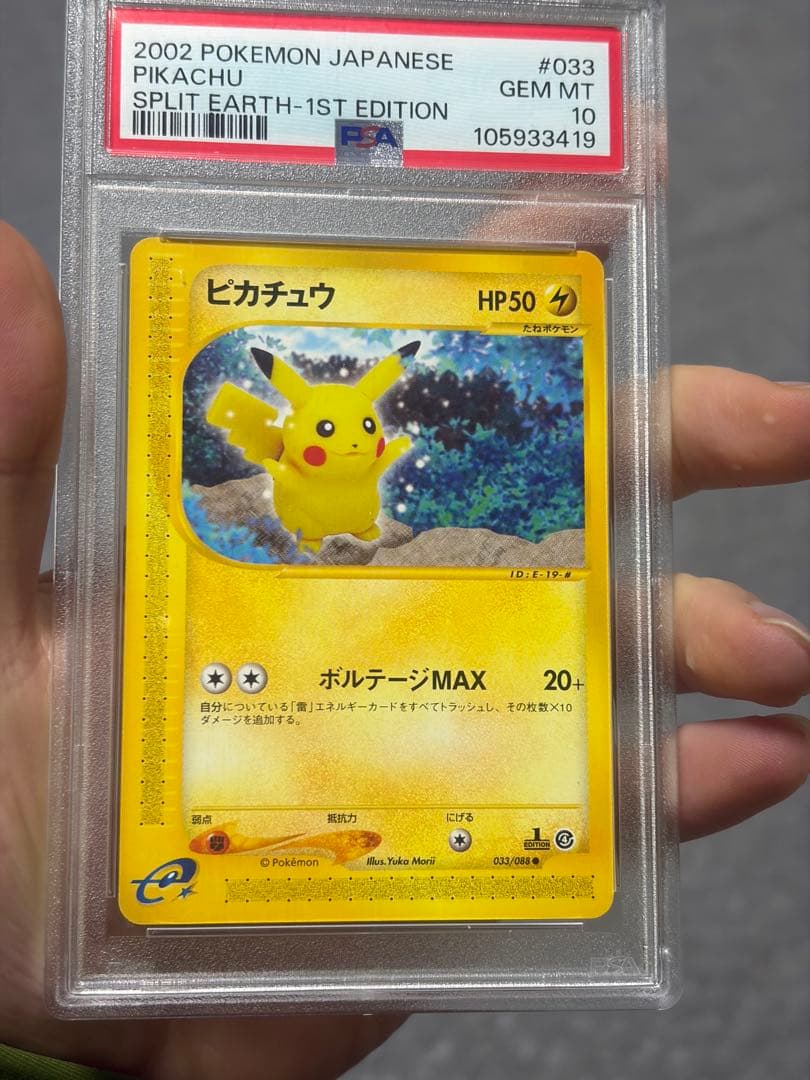 2002 POKEMON JAPANESE #033
PIKACHU GEM MT
SPLIT EARTH-1ST EDITION 10
PSA 105933419
ピカチュウ HP50
たねポケモン
ID:E-19-#
ボルテージMAX 20+
自分についている「雷」エネルギーカードをすべてトラッシュし、その枚数×10
ダメージを追加する。
弱点 抵抗力 にげる
1
EDITION
©Pokémon Illus.Yuka Morii 033/088●
e
PSA